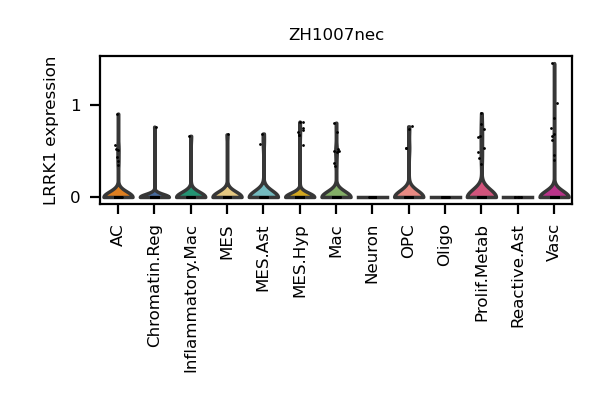 ZH1007nec
LRRK1 expression
1
0
AC
Chromatin.Reg
Inflammatory.Mac
MES
MES.Ast
MES.Hyp
Mac
Neuron
OPC
Oligo
Prolif.Metab
Reactive.Ast
Vasc